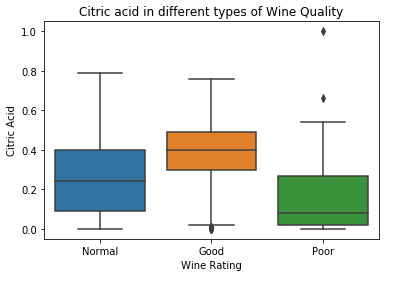 Citric acid in different types of Wine Quality
1.0
0.8
0.6
0.4
0.2
0.0
Citric Acid
Normal Good Poor
Wine Rating